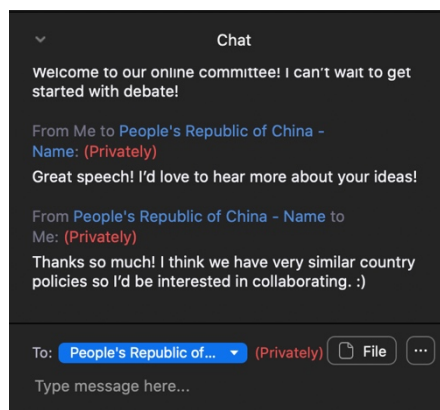 Chat
Welcome to our online committee! I can't wait to get
started with debate!
From Me to People's Republic of China -
Name: (Privately)
Great speech! I'd love to hear more about your ideas!
From People's Republic of China - Name to
Me: (Privately)
Thanks so much! I think we have very similar country
policies so I'd be interested in collaborating. :)
To: People's Republic of... (Privately) File ...
Type message here...